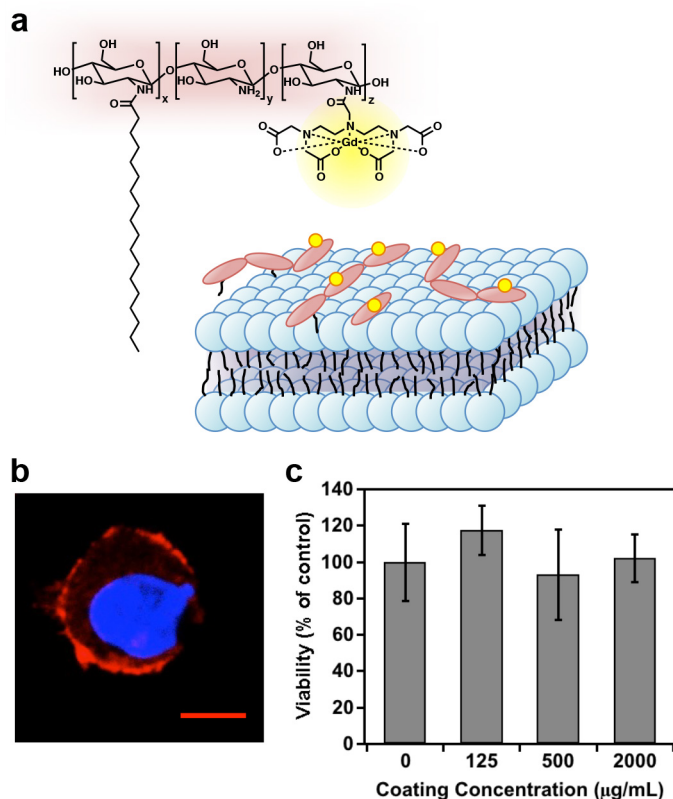 a
OH OH OH
HO O O O OH
HO HO HO
NH x NH2 y NH z
O O
O N N N O
O Gd O
O O
O O
b
c
Viability (% of control)
140
120
100
80
60
40
20
0
0 125 500 2000
Coating Concentration (μg/mL)